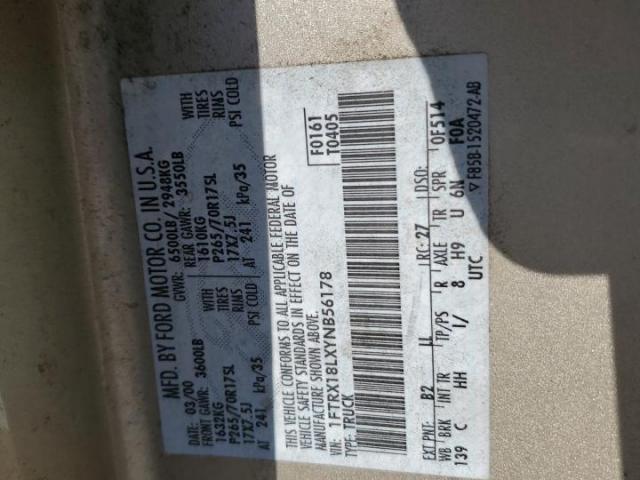 MFD. BY FORD MOTOR CO. IN U.S.A.
DATE: 03/00 GVWR: 6500LB/ 2948KG
FRONT GAWR: 3600LB REAR GAWR: 3550LB
1632KG WITH 1610KG WITH
P265/70R17SL TIRES P265/70R17SL TIRES
17X7.5J RIMS 17X7.5J RUNS
AT 241 kPa/35 PSI COLD AT 241 kPa/35 PSI COLD
THIS VEHICLE CONFORMS TO ALL APPLICABLE FEDERAL MOTOR
VEHICLE SAFETY STANDARDS IN EFFECT ON THE DATE OF
MANUFACTURE SHOWN ABOVE.
VIN: 1FTRX18LXYNB56178
TYPE: TRUCK
F0161
T0405
EXT PNT: B2 LL RC: 27 DSO:
WB BRK INT TR TP/PS R AXLE TR SPR 0F514
139 C HH 1/ 8 H9 U 6N F0A
UTC
F85B-1520472-AB